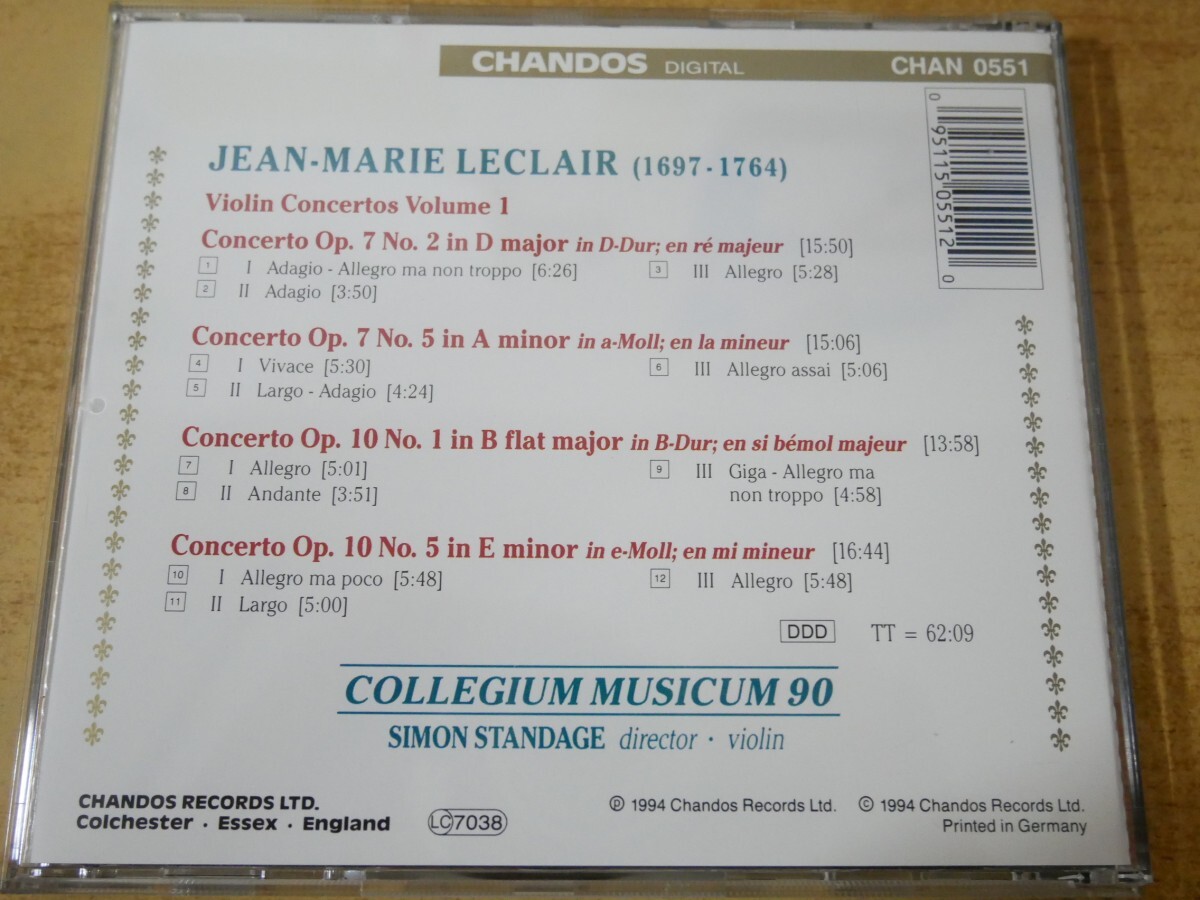 CHANDOS DIGITAL CHAN 0551
0 95115 05512 0
JEAN-MARIE LECLAIR (1697-1764)
Violin Concertos Volume 1
Concerto Op. 7 No. 2 in D major in D-Dur; en ré majeur [15:50]
1 I Adagio - Allegro ma non troppo [6:26]
2 II Adagio [3:50]
3 III Allegro [5:28]
Concerto Op. 7 No. 5 in A minor in a-Moll; en la mineur [15:06]
4 I Vivace [5:30]
5 II Largo - Adagio [4:24]
6 III Allegro assai [5:06]
Concerto Op. 10 No. 1 in B flat major in B-Dur; en si bémol majeur [13:58]
7 I Allegro [5:01]
8 II Andante [3:51]
9 III Giga - Allegro ma
non troppo [4:58]
Concerto Op. 10 No. 5 in E minor in e-Moll; en mi mineur [16:44]
10 I Allegro ma poco [5:48]
11 II Largo [5:00]
12 III Allegro [5:48]
DDD TT = 62:09
COLLEGIUM MUSICUM 90
SIMON STANDAGE director · violin
CHANDOS RECORDS LTD.
Colchester · Essex · England
LC 7038
℗ 1994 Chandos Records Ltd. © 1994 Chandos Records Ltd.
Printed in Germany